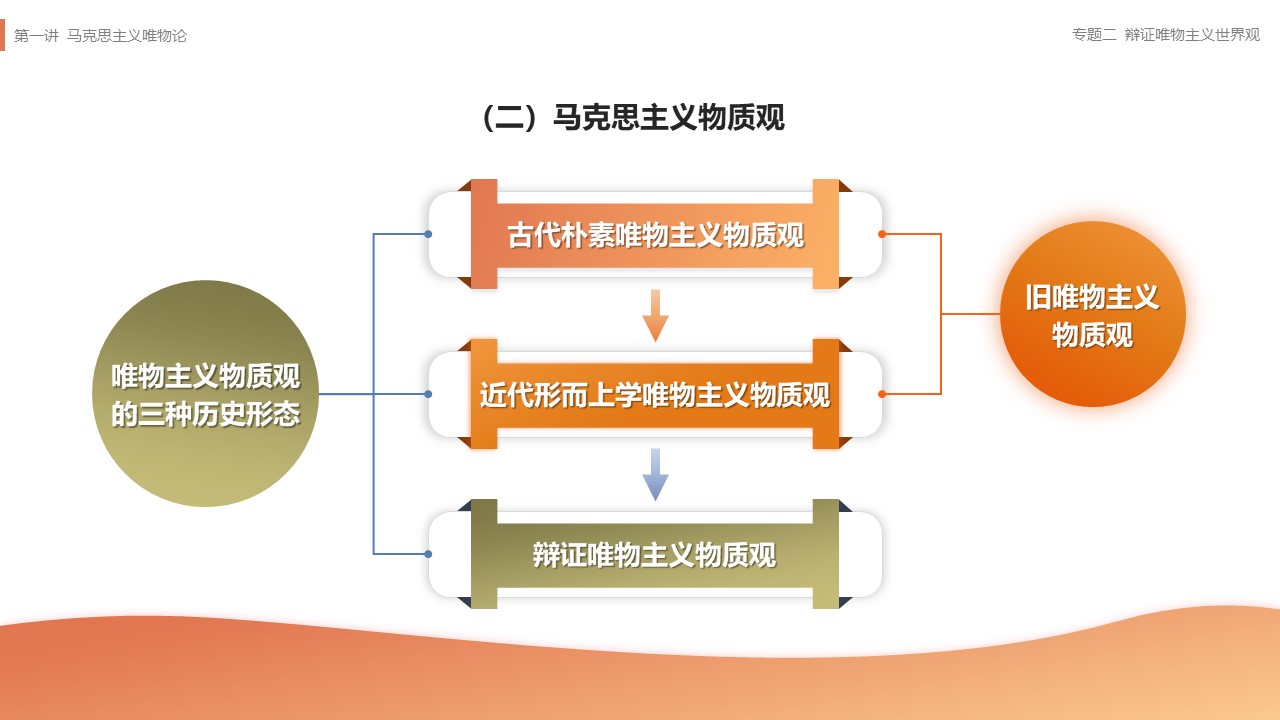 第一讲 马克思主义唯物论
专题二 辩证唯物主义世界观
（二）马克思主义物质观
唯物主义物质观
的三种历史形态
古代朴素唯物主义物质观
近代形而上学唯物主义物质观
辩证唯物主义物质观
旧唯物主义
物质观